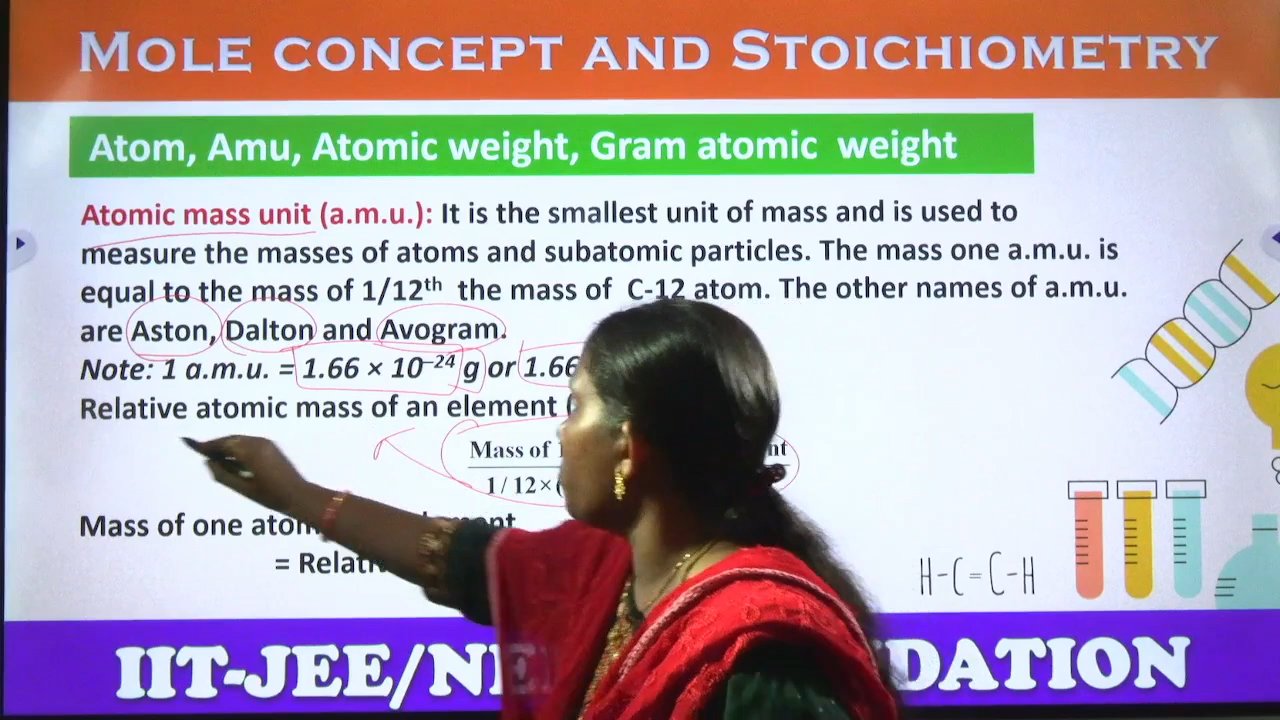 MOLE CONCEPT AND STOICHIOMETRY
Atom, Amu, Atomic weight, Gram atomic weight
Atomic mass unit (a.m.u.): It is the smallest unit of mass and is used to
measure the masses of atoms and subatomic particles. The mass one a.m.u. is
equal to the mass of 1/12th the mass of C-12 atom. The other names of a.m.u.
are Aston, Dalton and Avogram.
Note: 1 a.m.u. = 1.66 × 10⁻²⁴ g or 1.66
Relative atomic mass of an element (
Mass of
1/12×(
Mass of one
=
H-C=C-H
IIT-JEE/